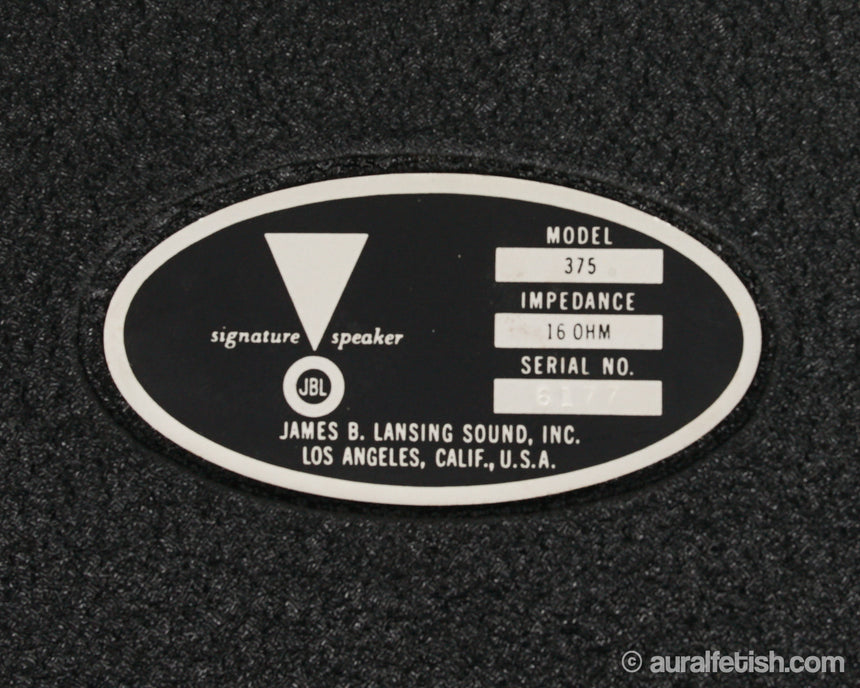 MODEL
375
IMPEDANCE
16 OHM
signature speaker
SERIAL NO.
6177
JBL
JAMES B. LANSING SOUND, INC.
LOS ANGELES, CALIF., U.S.A.
© auralfetish.com